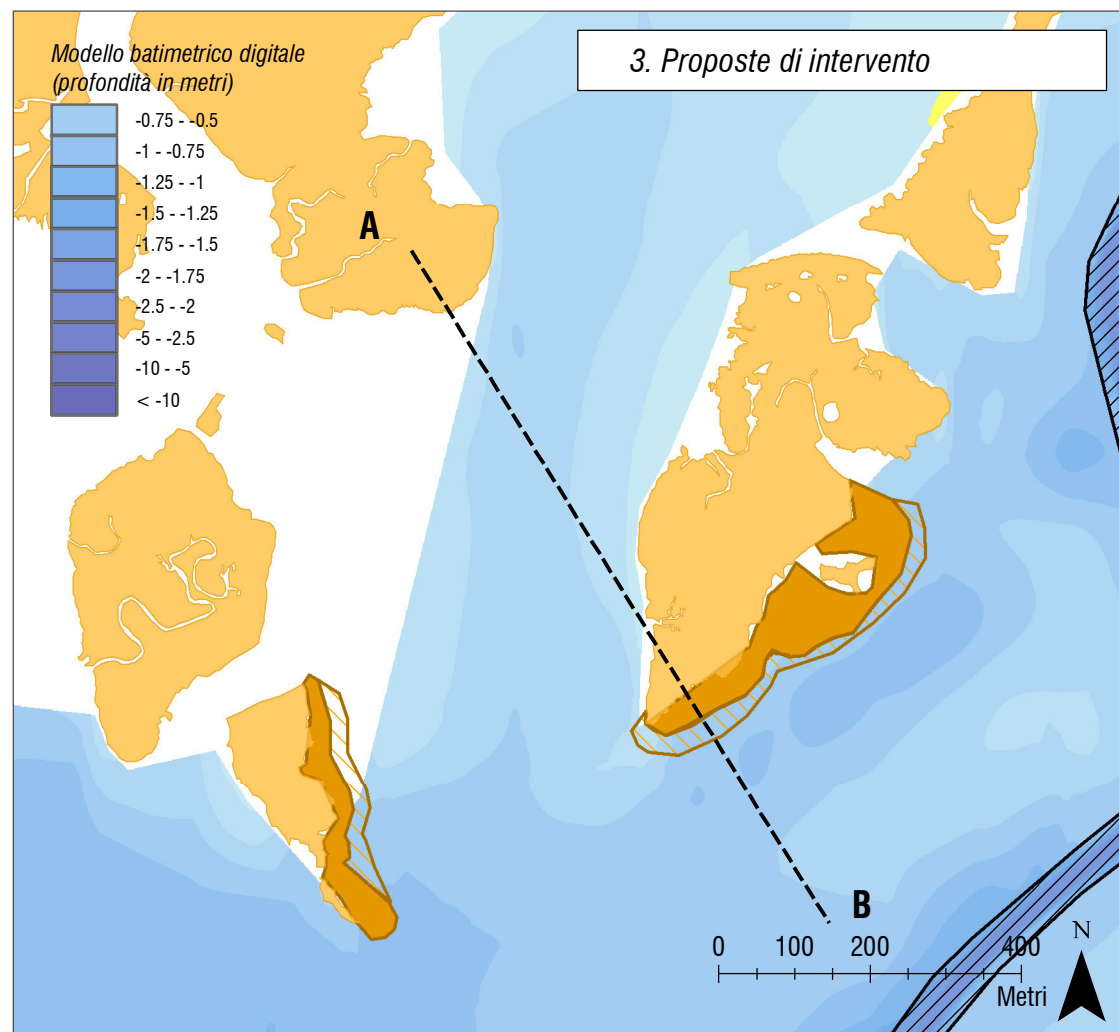 Modello batimetrico digitale
(profondità in metri)
3. Proposte di intervento
-0.75 - -0.5
-1 - -0.75
-1.25 - -1
-1.5 - -1.25
-1.75 - -1.5
-2 - -1.75
-2.5 - -2
-5 - -2.5
-10 - -5
< -10
A
B
0 100 200 400
N
Metri